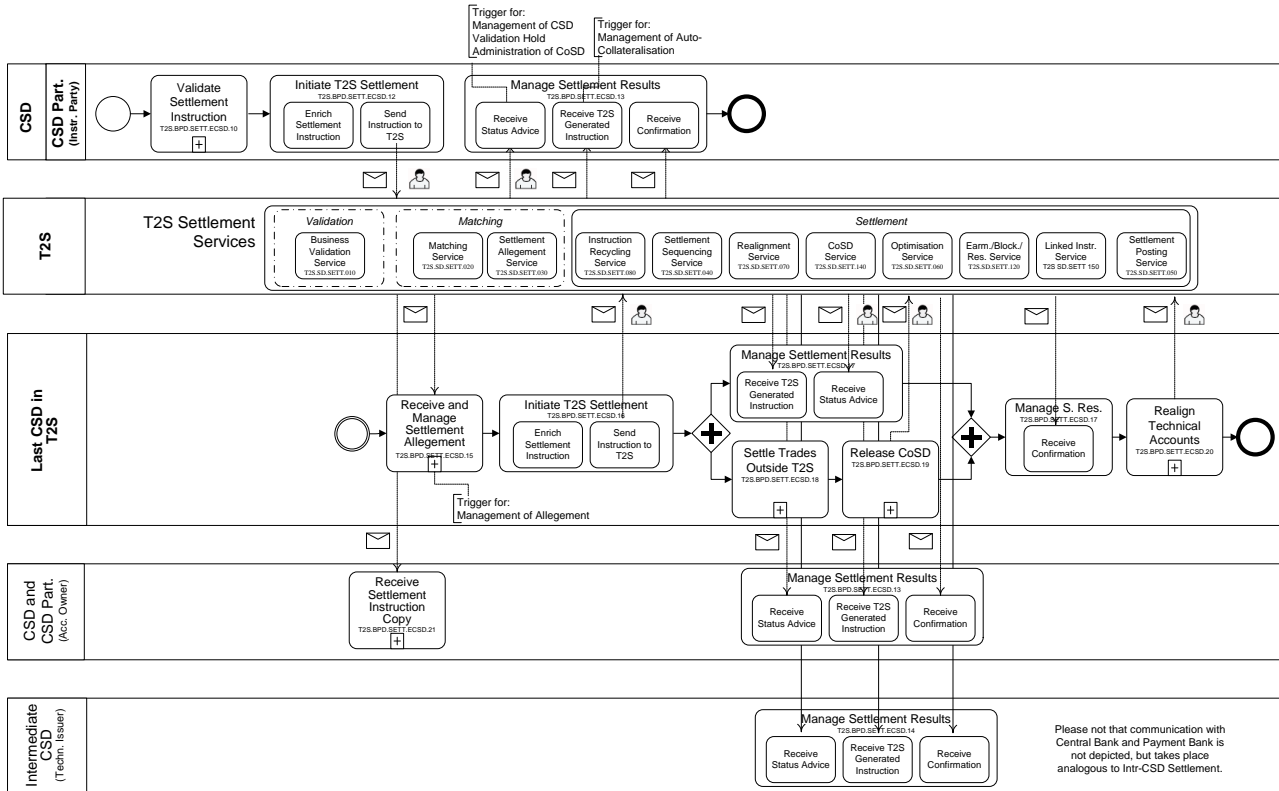 Trigger for:
Management of CSD
Validation Hold
Administration of CoSD
Trigger for:
Management of Auto-
Collateralisation
CSD
CSD Part.
(Instr. Party)
Validate
Settlement
Instruction
T2S.BPD.SETT.ECSD.10
Initiate T2S Settlement
T2S.BPD.SETT.ECSD.12
Enrich
Settlement
Instruction
Send
Instruction to
T2S
Manage Settlement Results
T2S.BPD.SETT.ECSD.13
Receive
Status Advice
Receive T2S
Generated
Instruction
Receive
Confirmation
T2S
T2S Settlement
Services
Validation
Business
Validation
Service
T2S.SD.SETT.010
Matching
Matching
Service
T2S.SD.SETT.020
Settlement
Allegement
Service
T2S.SD.SETT.030
Settlement
Instruction
Recycling
Service
T2S.SD.SETT.080
Settlement
Sequencing
Service
T2S.SD.SETT.040
Realignment
Service
T2S.SD.SETT.070
CoSD
Service
T2S.SD.SETT.140
Optimisation
Service
T2S.SD.SETT.060
Earm./Block./
Res. Service
T2S.SD.SETT.120
Linked Instr.
Service
T2S SD.SETT 150
Settlement
Posting
Service
T2S.SD.SETT.050
Last CSD in
T2S
Receive and
Manage
Settlement
Allegement
T2S.BPD.SETT.ECSD.15
Trigger for:
Management of Allegement
Initiate T2S Settlement
Enrich
Settlement
Instruction
Send
Instruction to
T2S
Manage Settlement Results
Receive T2S
Generated
Instruction
Receive
Status Advice
Settle Trades
Outside T2S
T2S.BPD.SETT.ECSD.18
Release CoSD
T2S.BPD.SETT.ECSD.19
Manage S. Res.
T2S.BPD.SETT.ECSD.17
Receive
Confirmation
Realign
Technical
Accounts
T2S.BPD.SETT.ECSD.20
CSD and
CSD Part.
(Acc. Owner)
Receive
Settlement
Instruction
Copy
T2S.BPD.SETT.ECSD.21
Manage Settlement Results
T2S.BPD.SETT.ECSD.13
Receive
Status Advice
Receive T2S
Generated
Instruction
Receive
Confirmation
Intermediate
CSD
(Techn. Issuer)
Manage Settlement Results
T2S.BPD.SETT.ECSD.14
Receive
Status Advice
Receive T2S
Generated
Instruction
Receive
Confirmation
Please not that communication with
Central Bank and Payment Bank is
not depicted, but takes place
analogous to Intr-CSD Settlement.